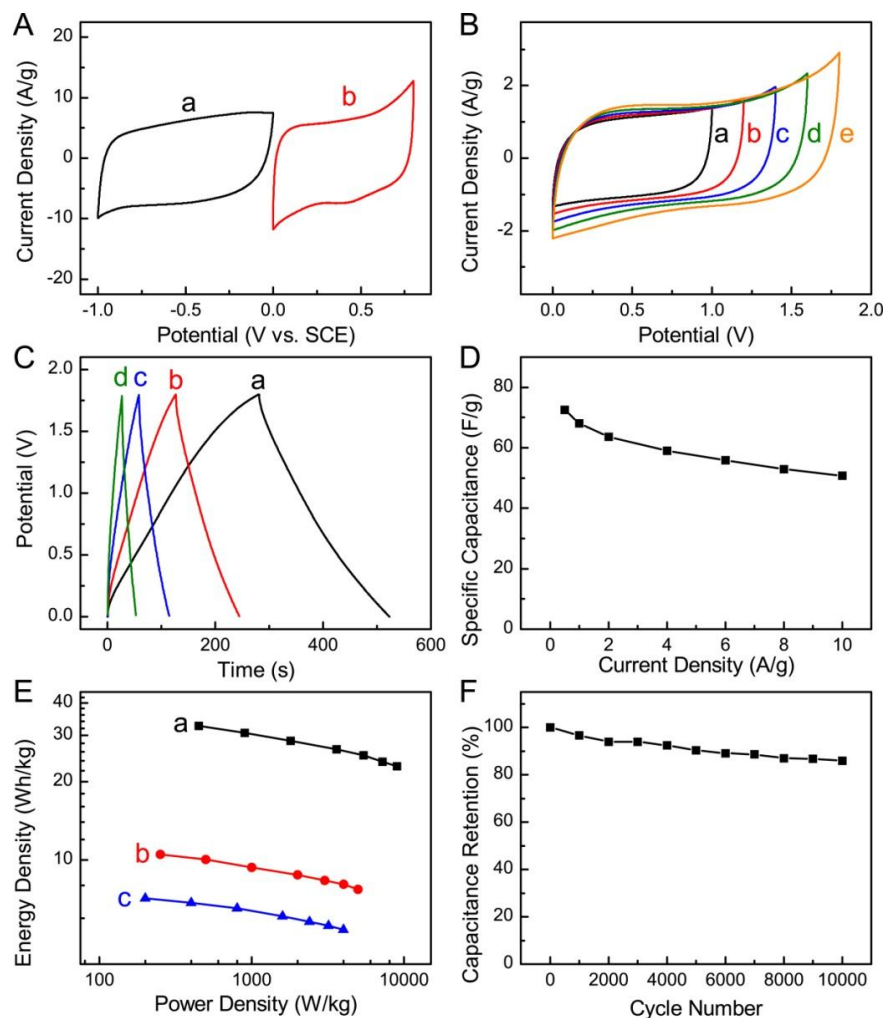 A
20
10
0
-10
-20
Current Density (A/g)
a
b
-1.0 -0.5 0.0 0.5
Potential (V vs. SCE)
B
2
0
-2
Current Density (A/g)
a b c d e
0.0 0.5 1.0 1.5 2.0
Potential (V)
C
2.0
1.5
1.0
0.5
0.0
Potential (V)
d c b a
0 200 400 600
Time (s)
D
80
60
40
20
0
Specific Capacitance (F/g)
0 2 4 6 8 10
Current Density (A/g)
E
40
30
20
10
Energy Density (Wh/kg)
a
b
c
100 1000 10000
Power Density (W/kg)
F
120
100
80
60
40
20
0
Capacitance Retention (%)
0 2000 4000 6000 8000 10000
Cycle Number